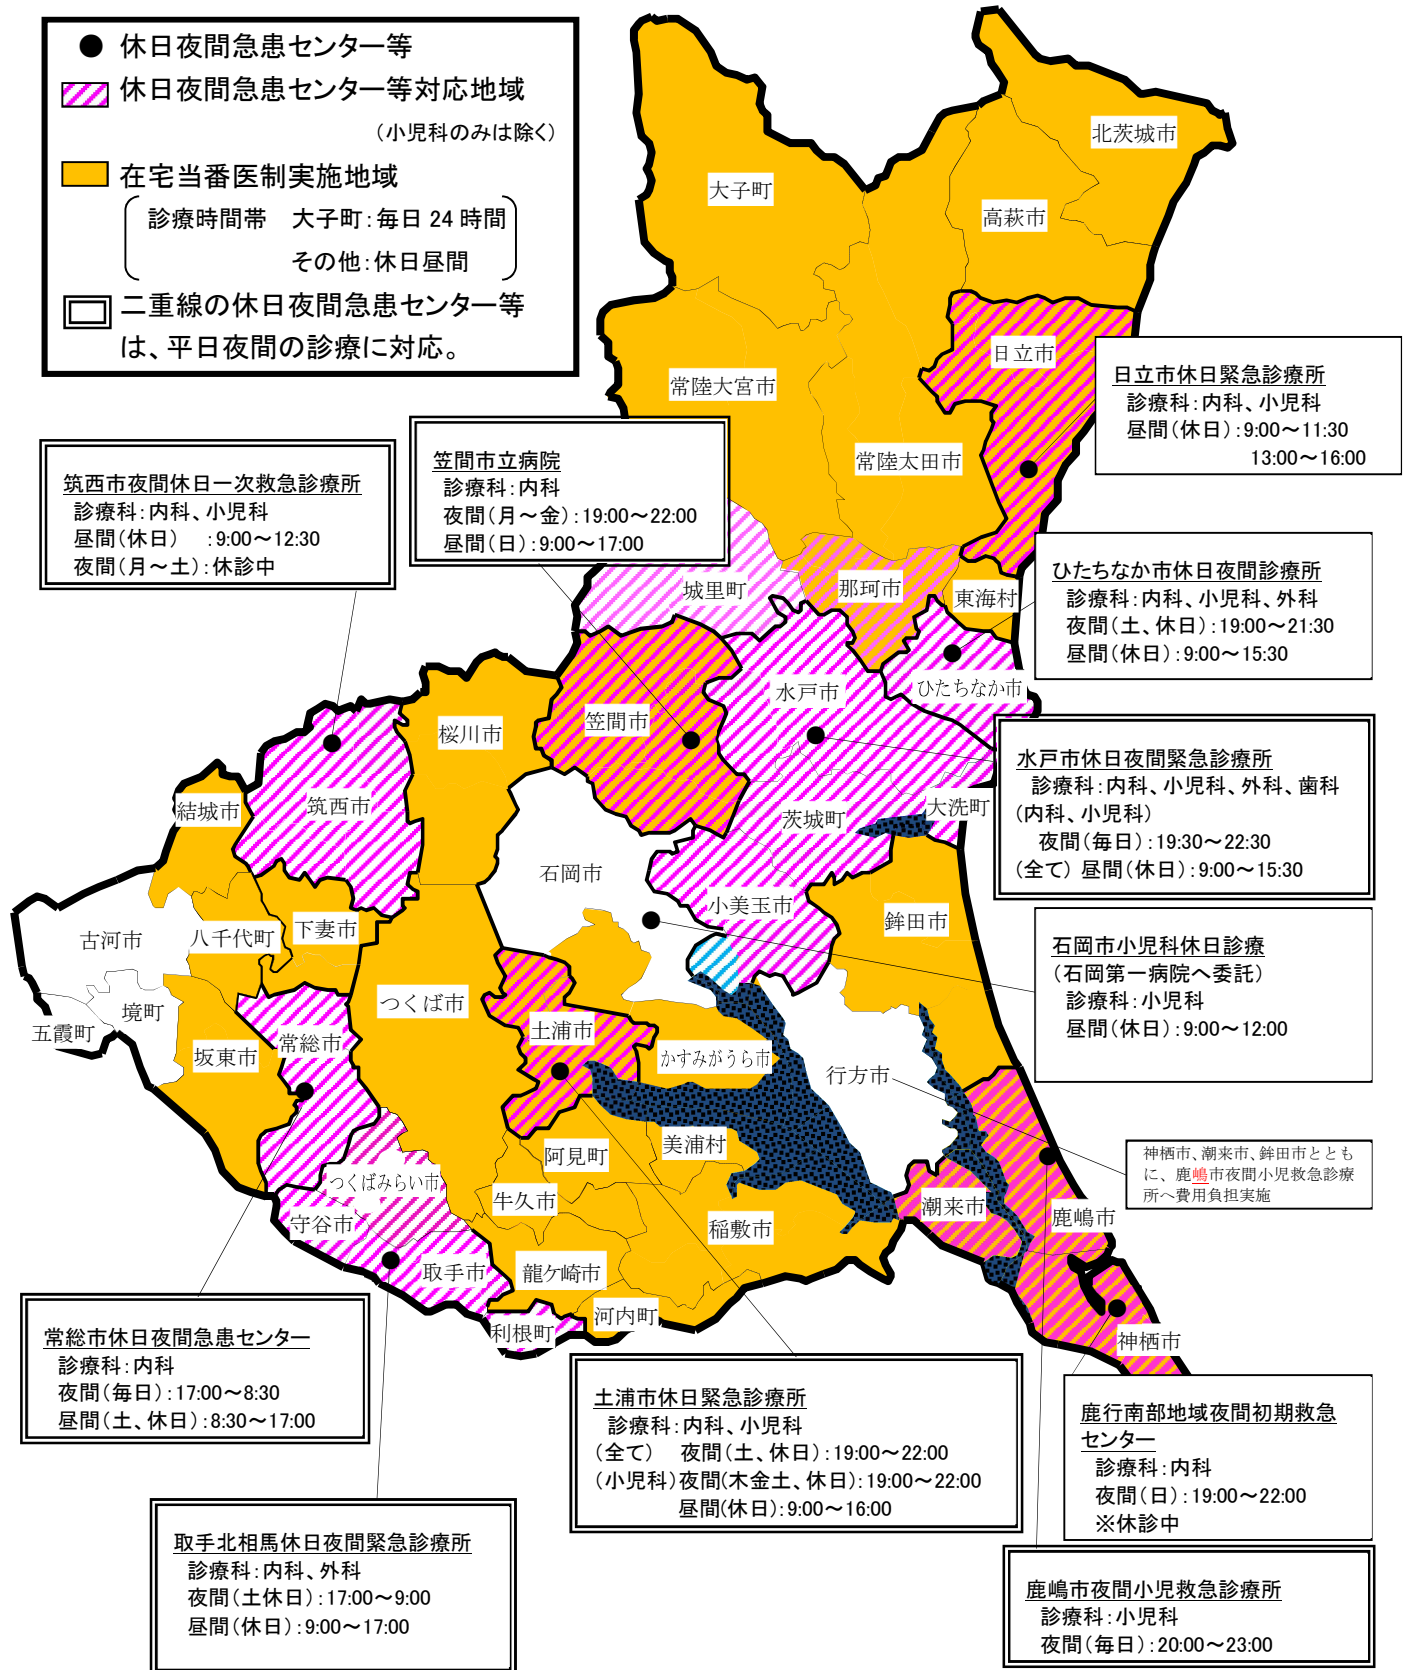 休日夜間急患センター等
休日夜間急患センター等対応地域
（小児科のみは除く）
在宅当番医制実施地域
診療時間帯　大子町：毎日 24 時間
その他：休日昼間
二重線の休日夜間急患センター等
は、平日夜間の診療に対応。
北茨城市
大子町
高萩市
日立市
常陸大宮市
常陸太田市
日立市休日緊急診療所
診療科：内科、小児科
昼間（休日）：9:00～11:30
13:00～16:00
笠間市立病院
診療科：内科
夜間（月～金）：19:00～22:00
昼間（日）：9:00～17:00
筑西市夜間休日一次救急診療所
診療科：内科、小児科
昼間（休日）　：9:00～12:30
夜間（月～土）：休診中
城里町
那珂市
東海村
ひたちなか市休日夜間診療所
診療科：内科、小児科、外科
夜間（土、休日）：19:00～21:30
昼間（休日）：9:00～15:30
水戸市
ひたちなか市
笠間市
桜川市
水戸市休日夜間緊急診療所
診療科：内科、小児科、外科、歯科
（内科、小児科）
夜間（毎日）：19:30～22:30
（全て）昼間（休日）：9:00～15:30
結城市
筑西市
茨城町
大洗町
石岡市
小美玉市
鉾田市
古河市
八千代町
下妻市
石岡市小児科休日診療
（石岡第一病院へ委託）
診療科：小児科
昼間（休日）：9:00～12:00
つくば市
境町
五霞町
坂東市
常総市
土浦市
かすみがうら市
行方市
阿見町
美浦村
神栖市、潮来市、鉾田市ととも
に、鹿嶋市夜間小児救急診療
所へ費用負担実施
つくばみらい市
牛久市
守谷市
取手市
龍ケ崎市
稲敷市
潮来市
鹿嶋市
河内町
利根町
神栖市
常総市休日夜間急患センター
診療科：内科
夜間（毎日）：17:00～8:30
昼間（土、休日）：8:30～17:00
土浦市休日緊急診療所
診療科：内科、小児科
（全て）　夜間（土、休日）：19:00～22:00
（小児科）夜間（木金土、休日）：19:00～22:00
昼間（休日）：9:00～16:00
鹿行南部地域夜間初期救急
センター
診療科：内科
夜間（日）：19:00～22:00
※休診中
取手北相馬休日夜間緊急診療所
診療科：内科、外科
夜間（土休日）：17:00～9:00
昼間（休日）：9:00～17:00
鹿嶋市夜間小児救急診療所
診療科：小児科
夜間（毎日）：20:00～23:00